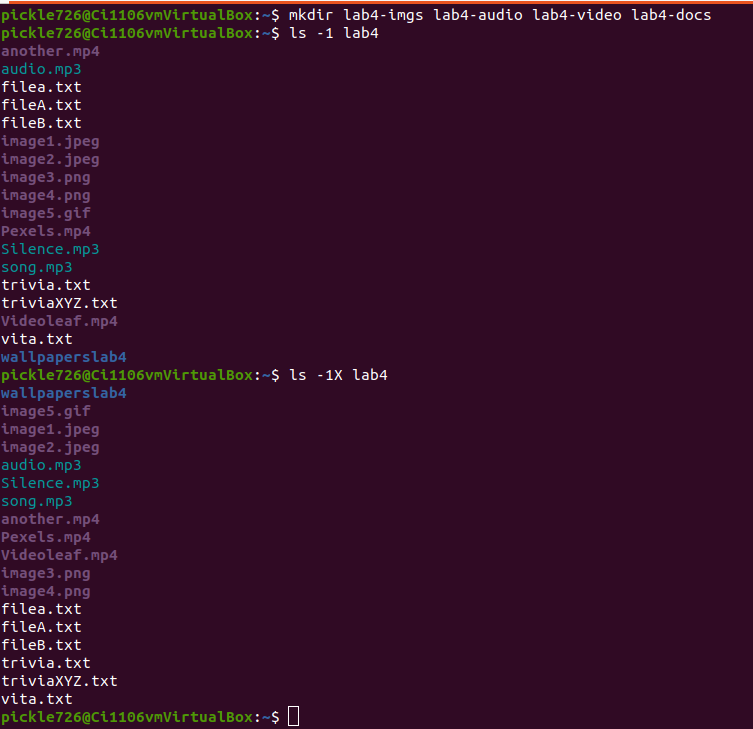 pickle726@Ci1106vmVirtualBox:~$ mkdir lab4-imgs lab4-audio lab4-video lab4-docs
pickle726@Ci1106vmVirtualBox:~$ ls -1 lab4
another.mp4
audio.mp3
filea.txt
fileA.txt
fileB.txt
image1.jpeg
image2.jpeg
image3.png
image4.png
image5.gif
Pexels.mp4
Silence.mp3
song.mp3
trivia.txt
triviaXYZ.txt
Videoleaf.mp4
vita.txt
wallpaperslab4
pickle726@Ci1106vmVirtualBox:~$ ls -1X lab4
wallpaperslab4
image5.gif
image1.jpeg
image2.jpeg
audio.mp3
Silence.mp3
song.mp3
another.mp4
Pexels.mp4
Videoleaf.mp4
image3.png
image4.png
filea.txt
fileA.txt
fileB.txt
trivia.txt
triviaXYZ.txt
vita.txt
pickle726@Ci1106vmVirtualBox:~$